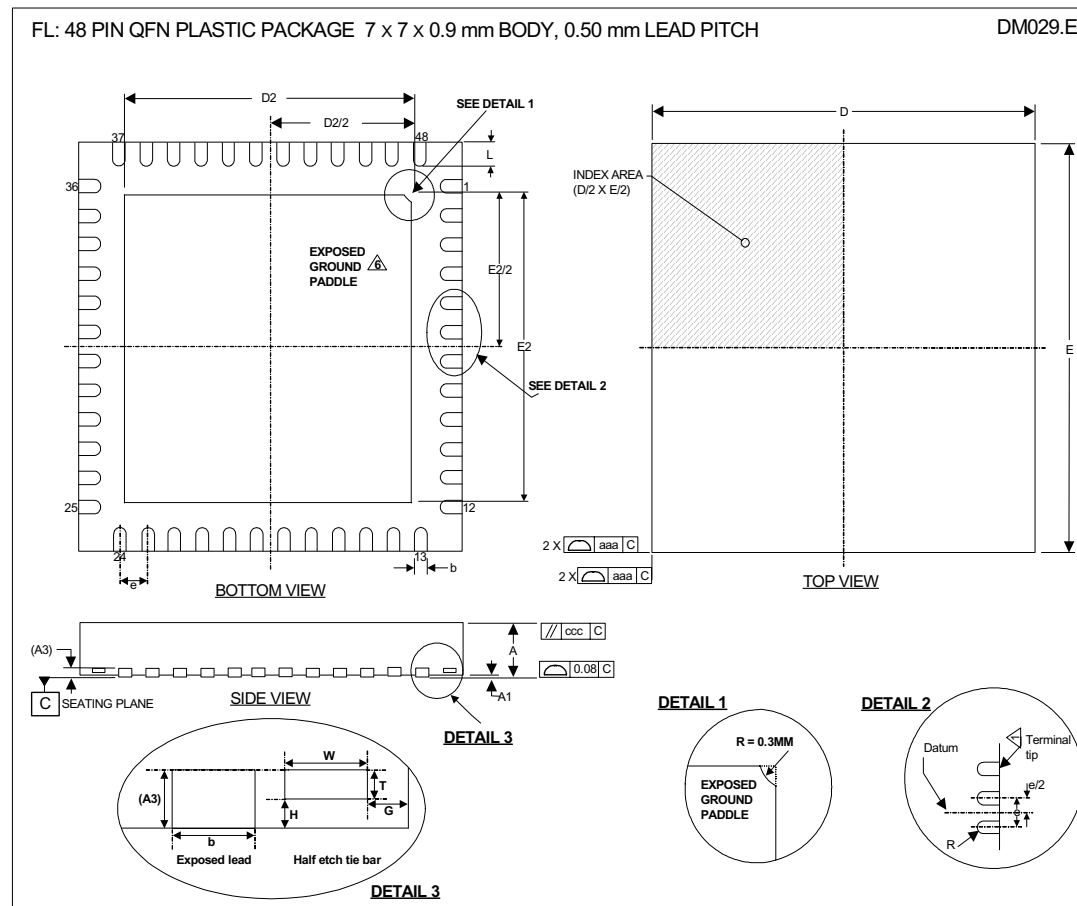 FL: 48 PIN QFN PLASTIC PACKAGE 7 X 7 X 0.9 mm BODY, 0.50 mm LEAD PITCH
DM029.E
D2
SEE DETAIL 1
D2/2
37
48
L
36
1
EXPOSED
GROUND
PADDLE
6
E2/2
E2
SEE DETAIL 2
25
12
24
13
e
b
BOTTOM VIEW
D
INDEX AREA
(D/2 X E/2)
E
2 X aaa C
2 X aaa C
TOP VIEW
(A3)
A
// ccc C
0.08 C
A1
C
SEATING PLANE
SIDE VIEW
DETAIL 3
W
(A3)
T
H
G
b
Exposed lead
Half etch tie bar
DETAIL 3
DETAIL 1
R = 0.3MM
EXPOSED
GROUND
PADDLE
DETAIL 2
Datum
1
Terminal
tip
e/2
e
R